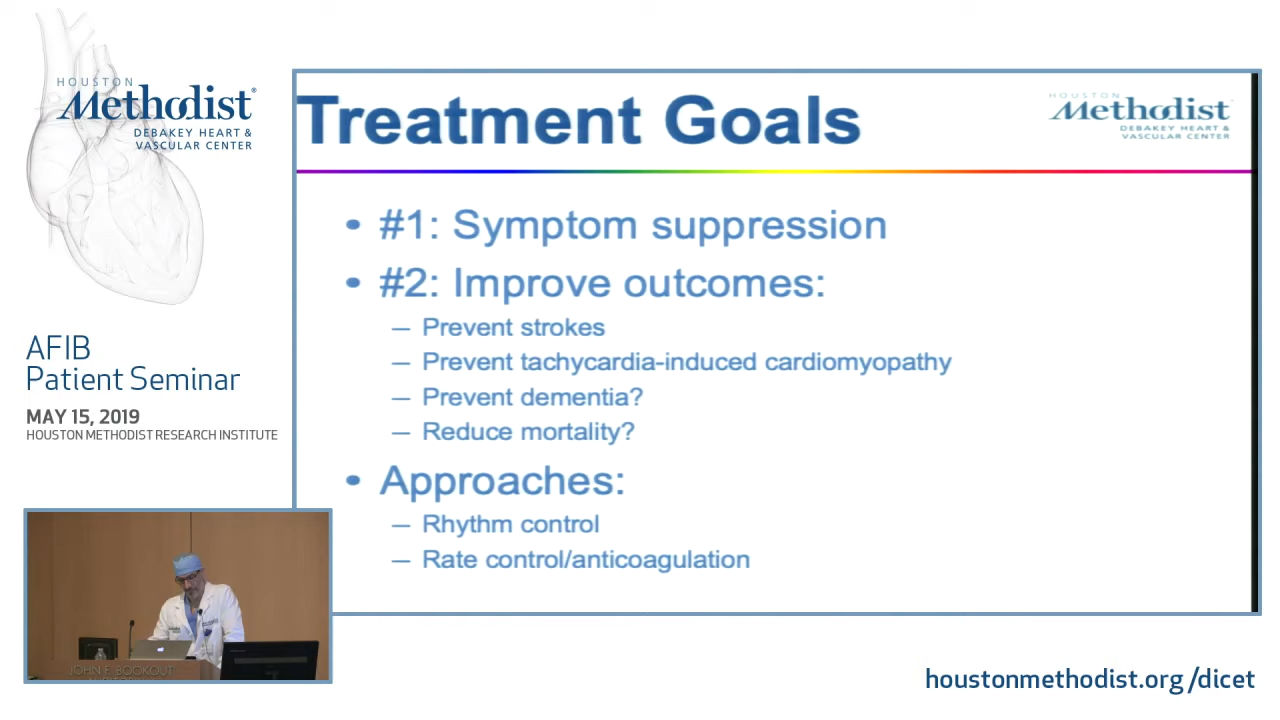 HOUSTON
Methodist®
DEBAKEY HEART &
VASCULAR CENTER
AFIB
Patient Seminar
MAY 15, 2019
HOUSTON METHODIST RESEARCH INSTITUTE
Treatment Goals
HOUSTON
Methodist
DEBAKEY HEART &
VASCULAR CENTER
• #1: Symptom suppression
• #2: Improve outcomes:
– Prevent strokes
– Prevent tachycardia-induced cardiomyopathy
– Prevent dementia?
– Reduce mortality?
• Approaches:
– Rhythm control
– Rate control/anticoagulation
JOHN F. BOOKOUT
houstonmethodist.org/dicet